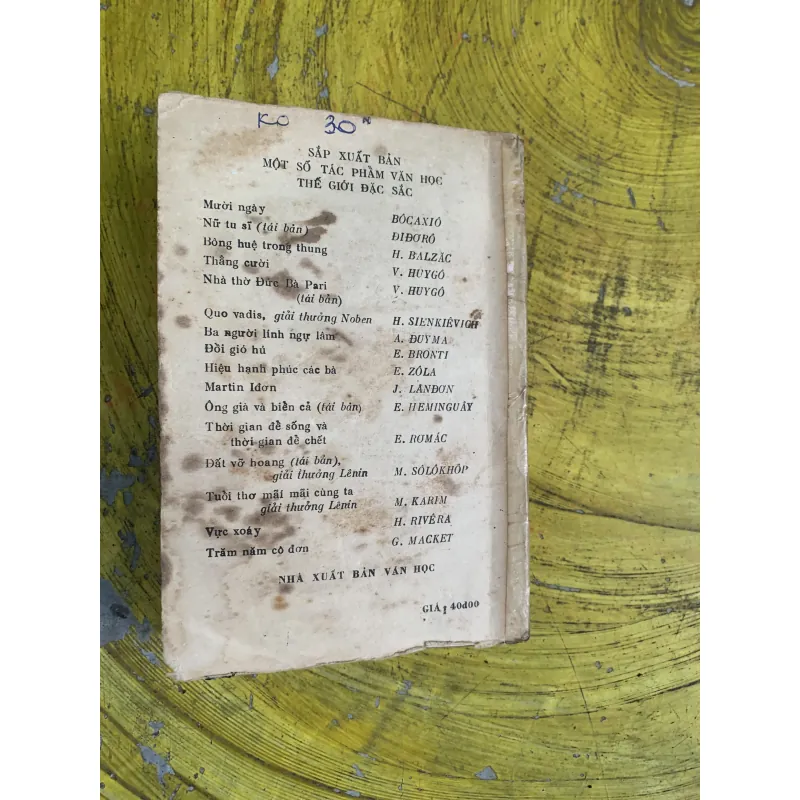 KO 30
SẮP XUẤT BẢN
MỘT SỐ TÁC PHẨM VĂN HỌC
THẾ GIỚI ĐẶC SẮC
Mười ngày BÔCAXIÔ
Nữ tu sĩ (tái bản) ĐIĐƠRÔ
Bông huệ trong thung H. BALZĂC
Thằng cười V. HUYGÔ
Nhà thờ Đức Bà Pari V. HUYGÔ
(tái bản)
Quo vadis, giải thưởng Noben H. SIENKIÊVICH
Ba người lính ngự lâm A. ĐUYMA
Đồi gió hú E. BRONTI
Hiệu hạnh phúc các bà E. ZÔLA
Martin Iđơn J. LÂNĐƠN
Ông già và biển cả (tái bản) E. HEMINGUÂY
Thời gian để sống và
thời gian để chết E. RƠMÁC
Đất vỡ hoang (tái bản),
giải thưởng Lênin M. SÔLÔKHÔP
Tuổi thơ mãi mãi cùng ta
giải thưởng Lênin M. KARIM
Vực xoáy H. RIVÊRA
Trăm năm cô đơn G. MACKET
NHÀ XUẤT BẢN VĂN HỌC
GIÁ: 40đ00